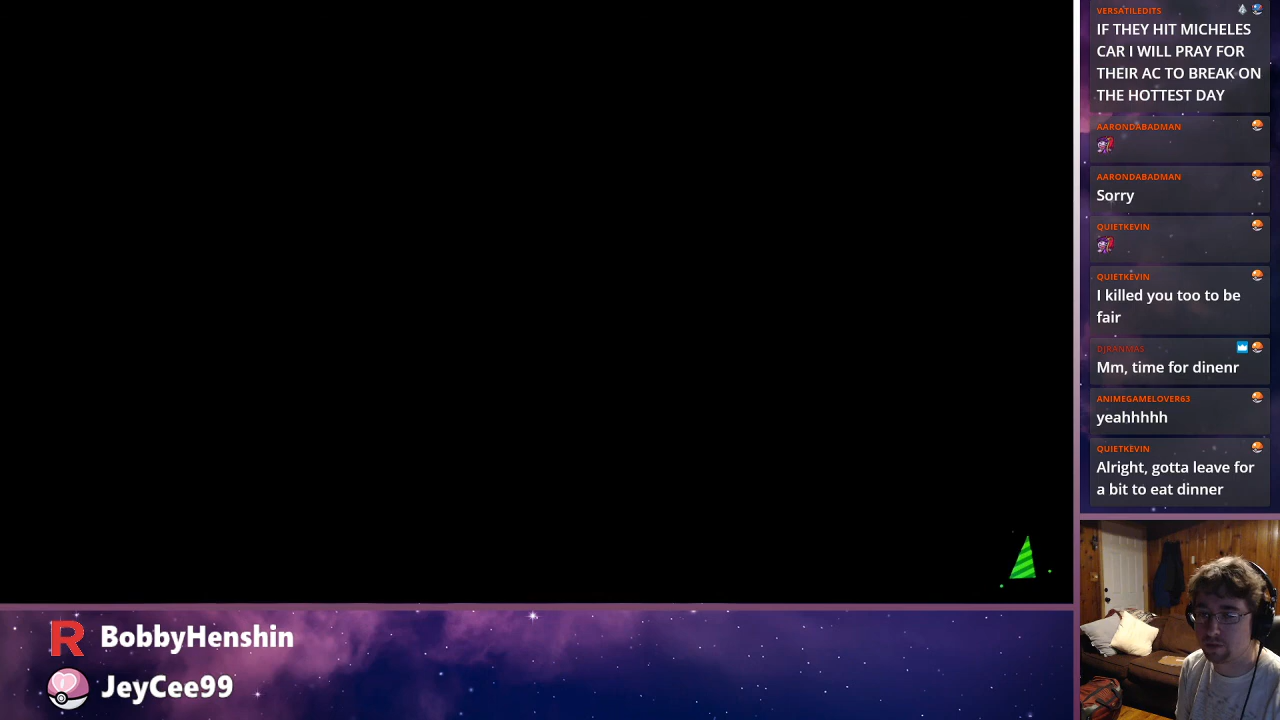 VERSATILEDITS
IF THEY HIT MICHELES
CAR I WILL PRAY FOR
THEIR AC TO BREAK ON
THE HOTTEST DAY
AARONDABADMAN
AARONDABADMAN
Sorry
QUIETKEVIN
QUIETKEVIN
I killed you too to be
fair
DJRANMAS
Mm, time for dinenr
ANIMEGAMELOVER63
yeahhhhh
QUIETKEVIN
Alright, gotta leave for
a bit to eat dinner
R BobbyHenshin
JeyCee99